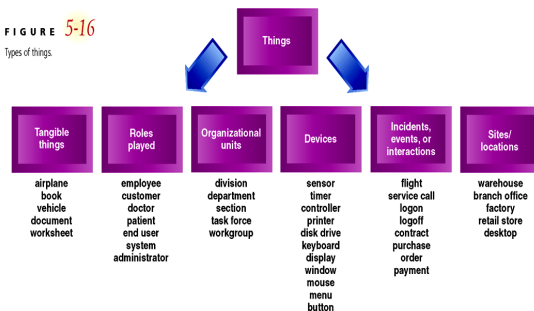 FIGURE 5-16
Types of things.
Things
Tangible
things
airplane
book
vehicle
document
worksheet
Roles
played
employee
customer
doctor
patient
end user
system
administrator
Organizational
units
division
department
section
task force
workgroup
Devices
sensor
timer
controller
printer
disk drive
keyboard
display
window
mouse
menu
button
Incidents,
events, or
interactions
flight
service call
logon
logoff
contract
purchase
order
payment
Sites/
locations
warehouse
branch office
factory
retail store
desktop